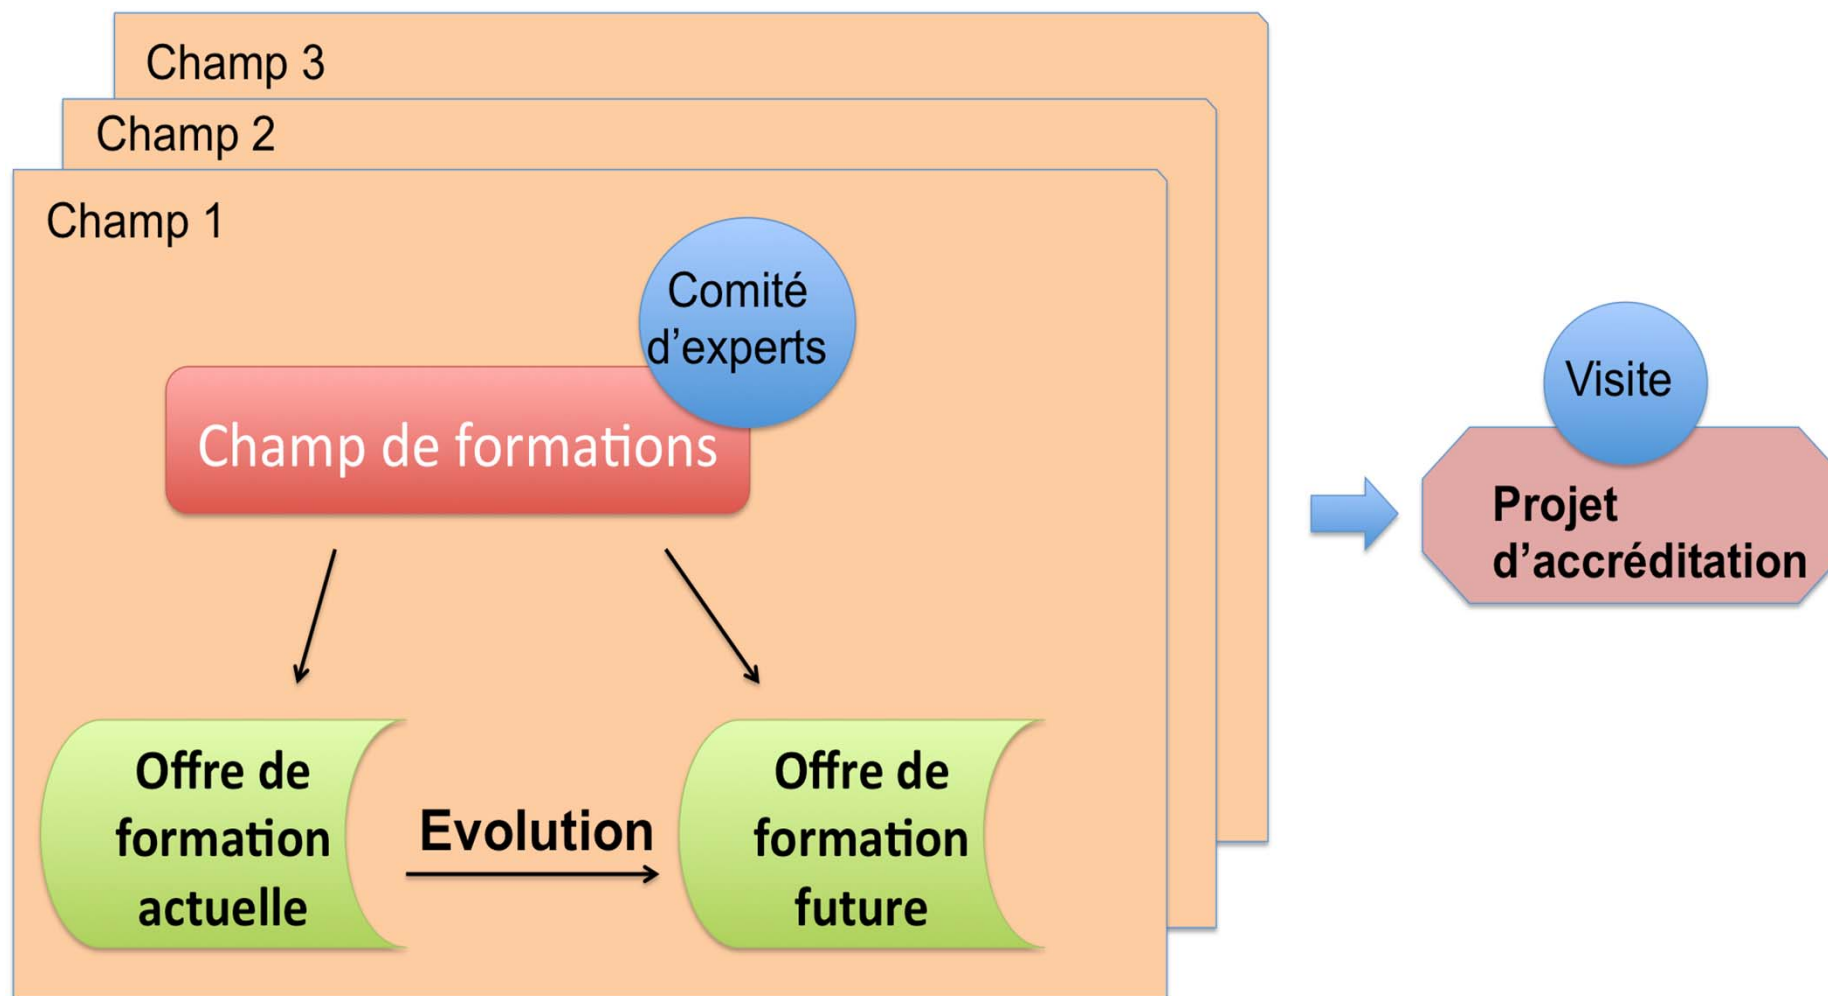 Champ 3
Champ 2
Champ 1
Comité
d’experts
Champ de formations
Visite
Projet
d’accréditation
Offre de
formation
actuelle
Evolution
Offre de
formation
future